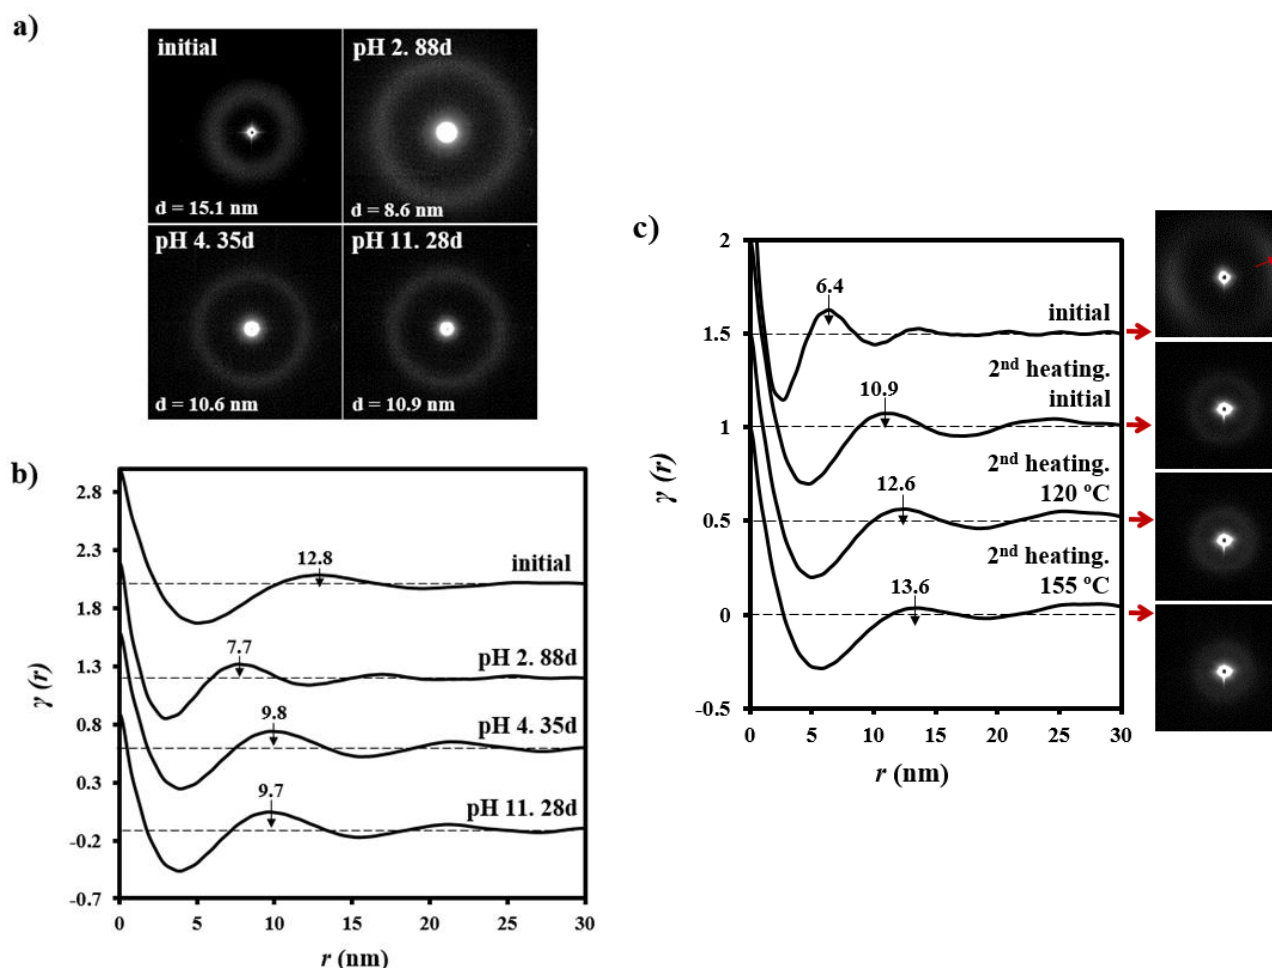 a)
initial
pH 2. 88d
d = 15.1 nm
d = 8.6 nm
pH 4. 35d
pH 11. 28d
d = 10.6 nm
d = 10.9 nm
b)
2.8
2.3
1.8
1.3
0.8
0.3
-0.2
-0.7
γ (r)
12.8
initial
7.7
pH 2. 88d
9.8
pH 4. 35d
9.7
pH 11. 28d
0 5 10 15 20 25 30
r (nm)
c)
2
1.5
1
0.5
0
-0.5
γ (r)
6.4
initial
10.9
2nd heating.
initial
12.6
2nd heating.
120 ºC
13.6
2nd heating.
155 ºC
0 5 10 15 20 25 30
r (nm)